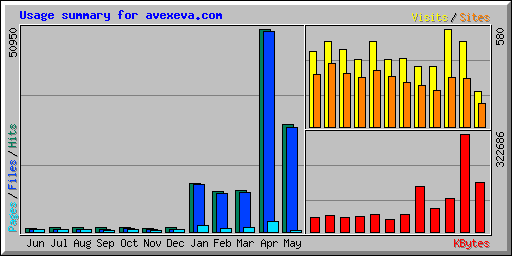 Usage summary for avexeva.com
Visits/Sites
50950
580
Pages/Files/Hits
322686
Jun Jul Aug Sep Oct Nov Dec Jan Feb Mar Apr May
KBytes